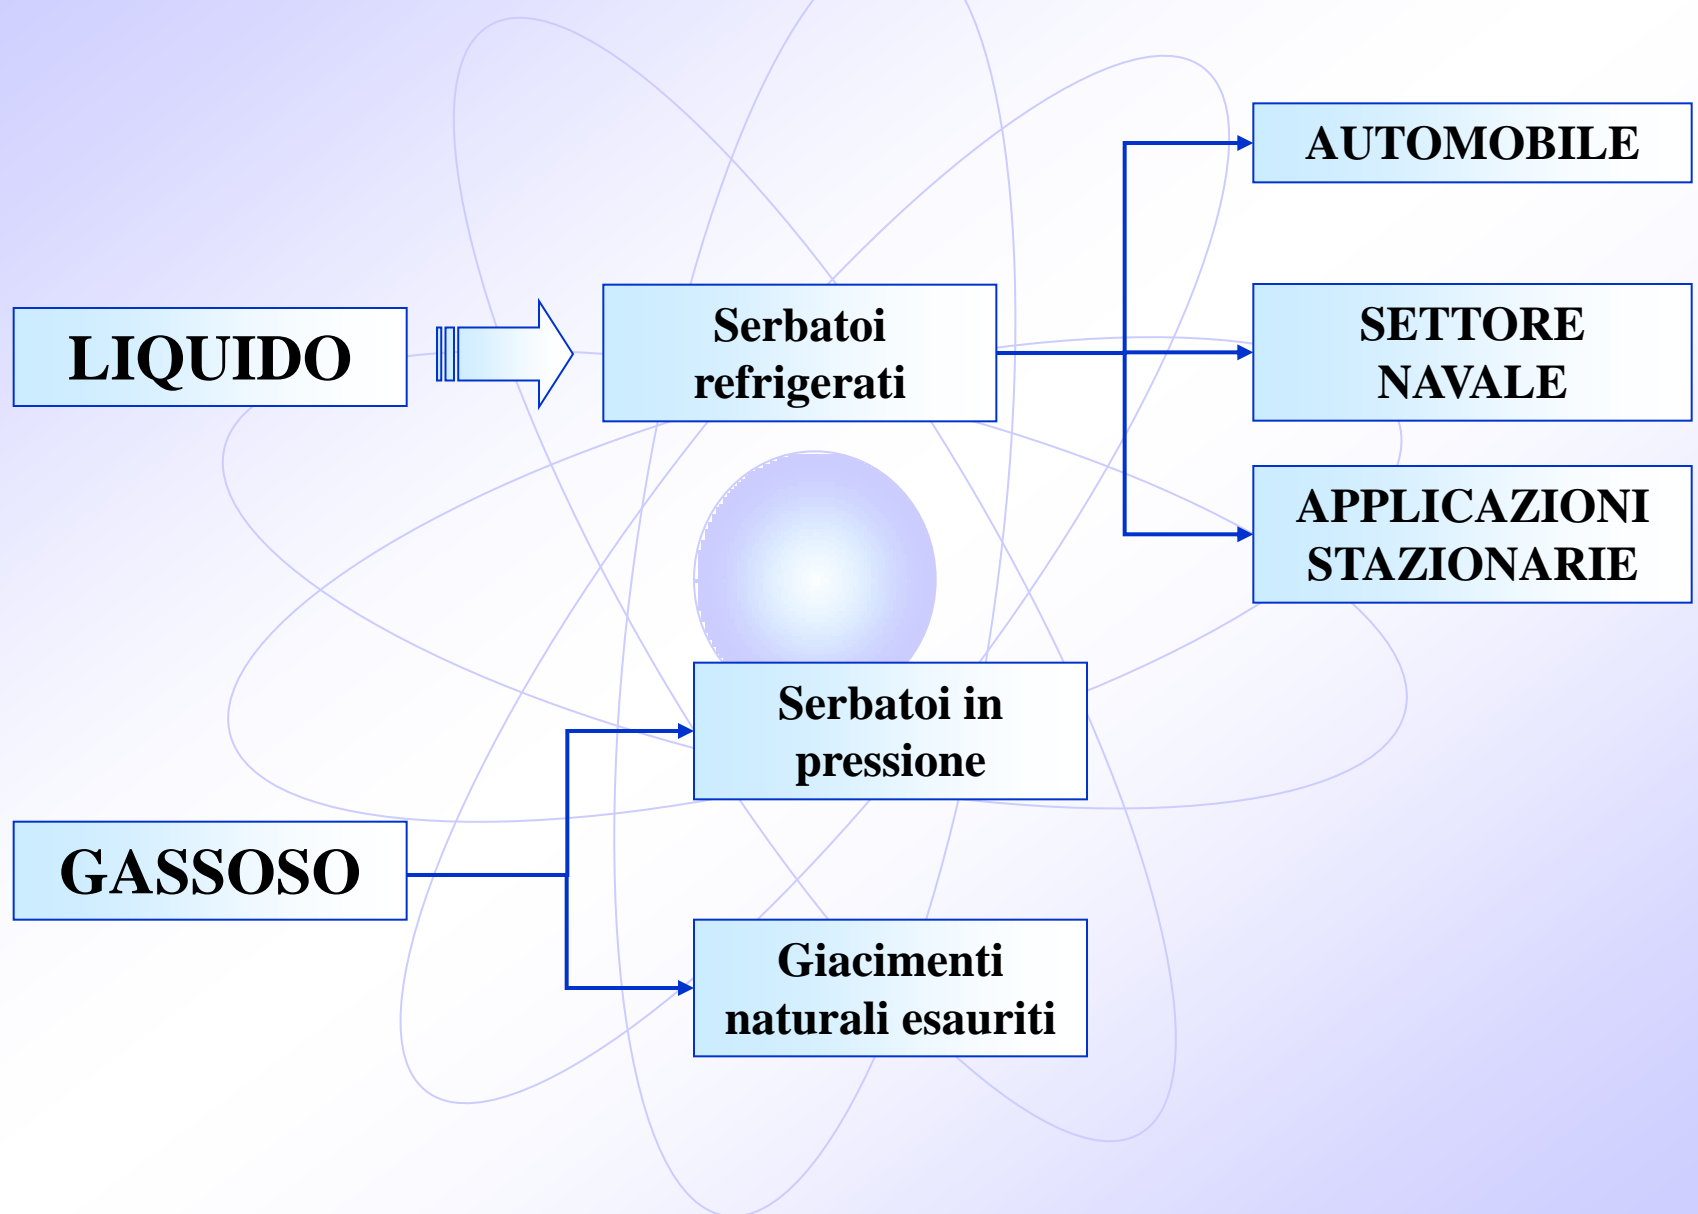 LIQUIDO
Serbatoi
refrigerati
AUTOMOBILE
SETTORE
NAVALE
APPLICAZIONI
STAZIONARIE
GASSOSO
Serbatoi in
pressione
Giacimenti
naturali esauriti